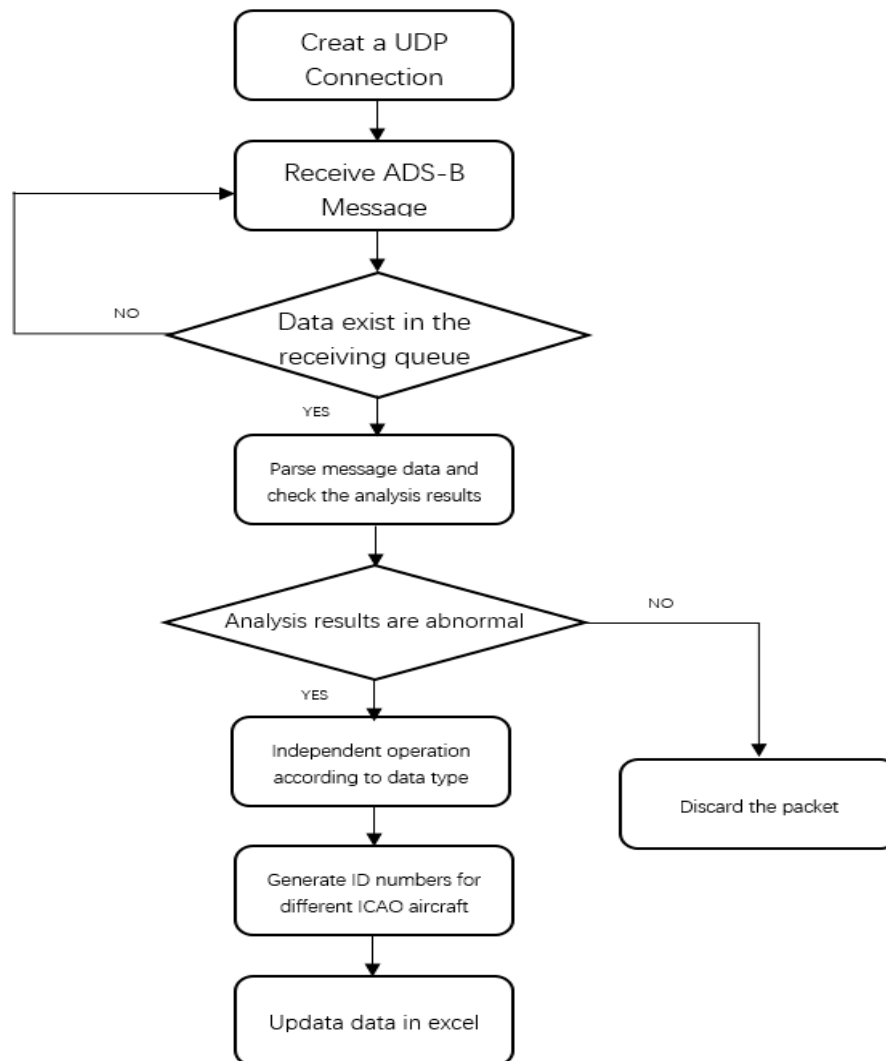 Creat a UDP
Connection
Receive ADS-B
Message
NO
Data exist in the
receiving queue
YES
Parse message data and
check the analysis results
Analysis results are abnormal
NO
YES
Independent operation
according to data type
Discard the packet
Generate ID numbers for
different ICAO aircraft
Updata data in excel